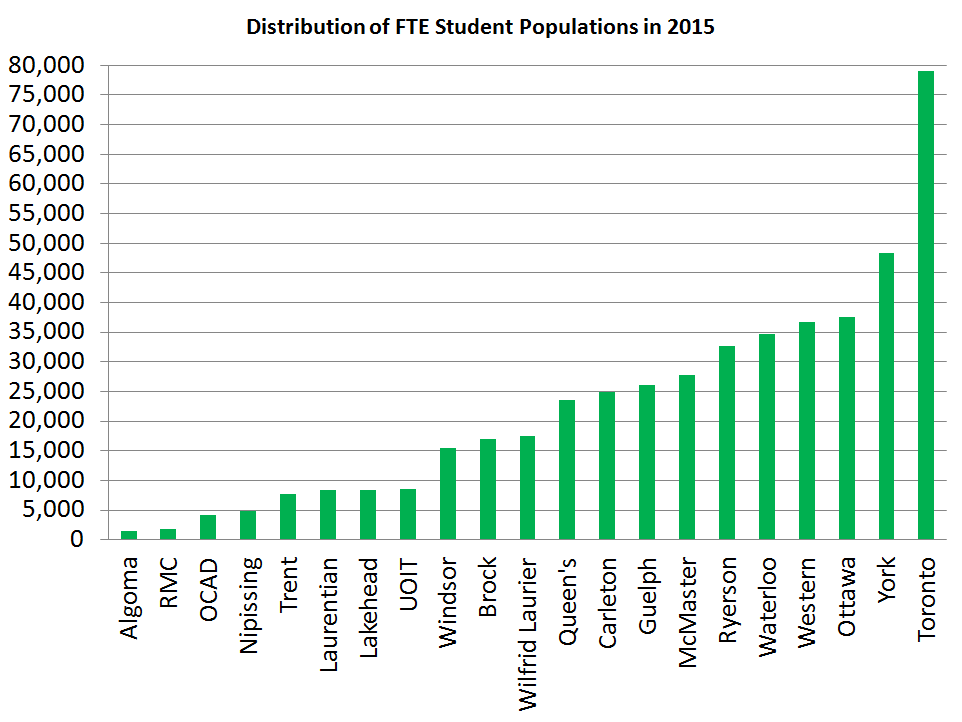 Distribution of FTE Student Populations in 2015
80,000
75,000
70,000
65,000
60,000
55,000
50,000
45,000
40,000
35,000
30,000
25,000
20,000
15,000
10,000
5,000
0
Algoma
RMC
OCAD
Nipissing
Trent
Laurentian
Lakehead
UOIT
Windsor
Brock
Wilfrid Laurier
Queen's
Carleton
Guelph
McMaster
Ryerson
Waterloo
Western
Ottawa
York
Toronto